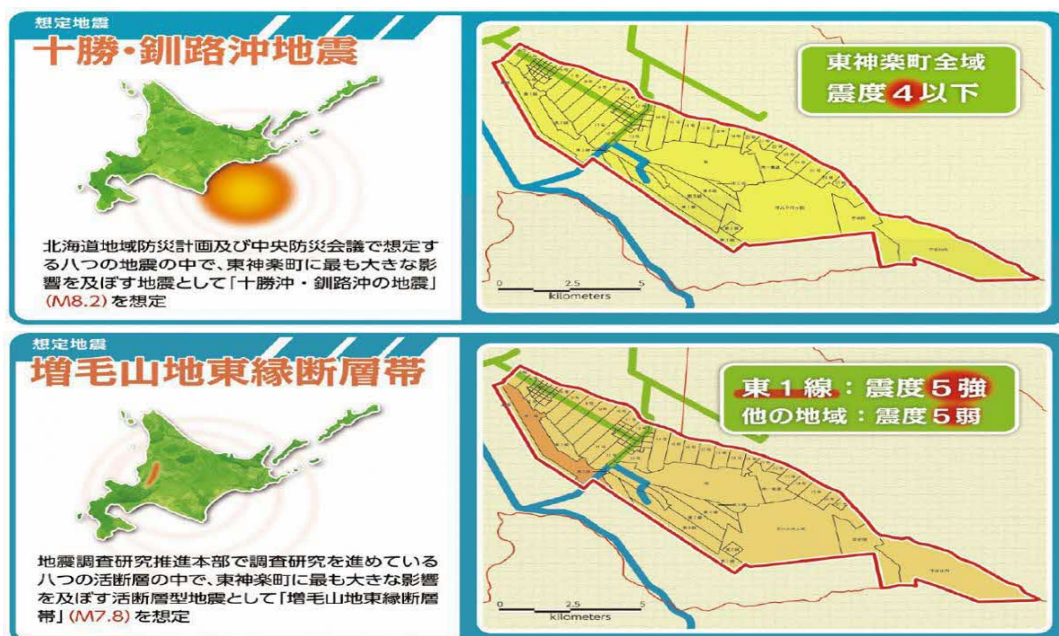 想定地震
十勝・釧路沖地震
北海道地域防災計画及び中央防災会議で想定す
る八つの地震の中で、東神楽町に最も大きな影
響を及ぼす地震として「十勝沖・釧路沖の地震」
(M8.2)を想定
東神楽町全域
震度4以下
0 2.5 5
kilometers
想定地震
増毛山地東縁断層帯
地震調査研究推進本部で調査研究を進めている
八つの活断層の中で、東神楽町に最も大きな影響
を及ぼす活断層型地震として「増毛山地東縁断層
帯」(M7.8)を想定
東1線：震度5強
他の地域：震度5弱
0 2.5 5
kilometers